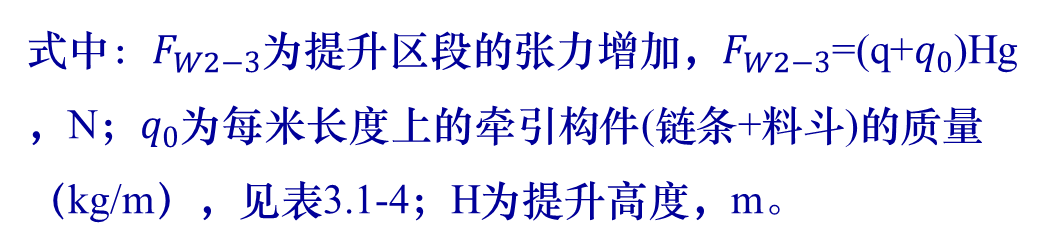 式中：F_{W2−3}为提升区段的张力增加，F_{W2−3}=(q+q_0)Hg
，N；q_0为每米长度上的牵引构件(链条+料斗)的质量
（kg/m），见表3.1-4；H为提升高度，m。